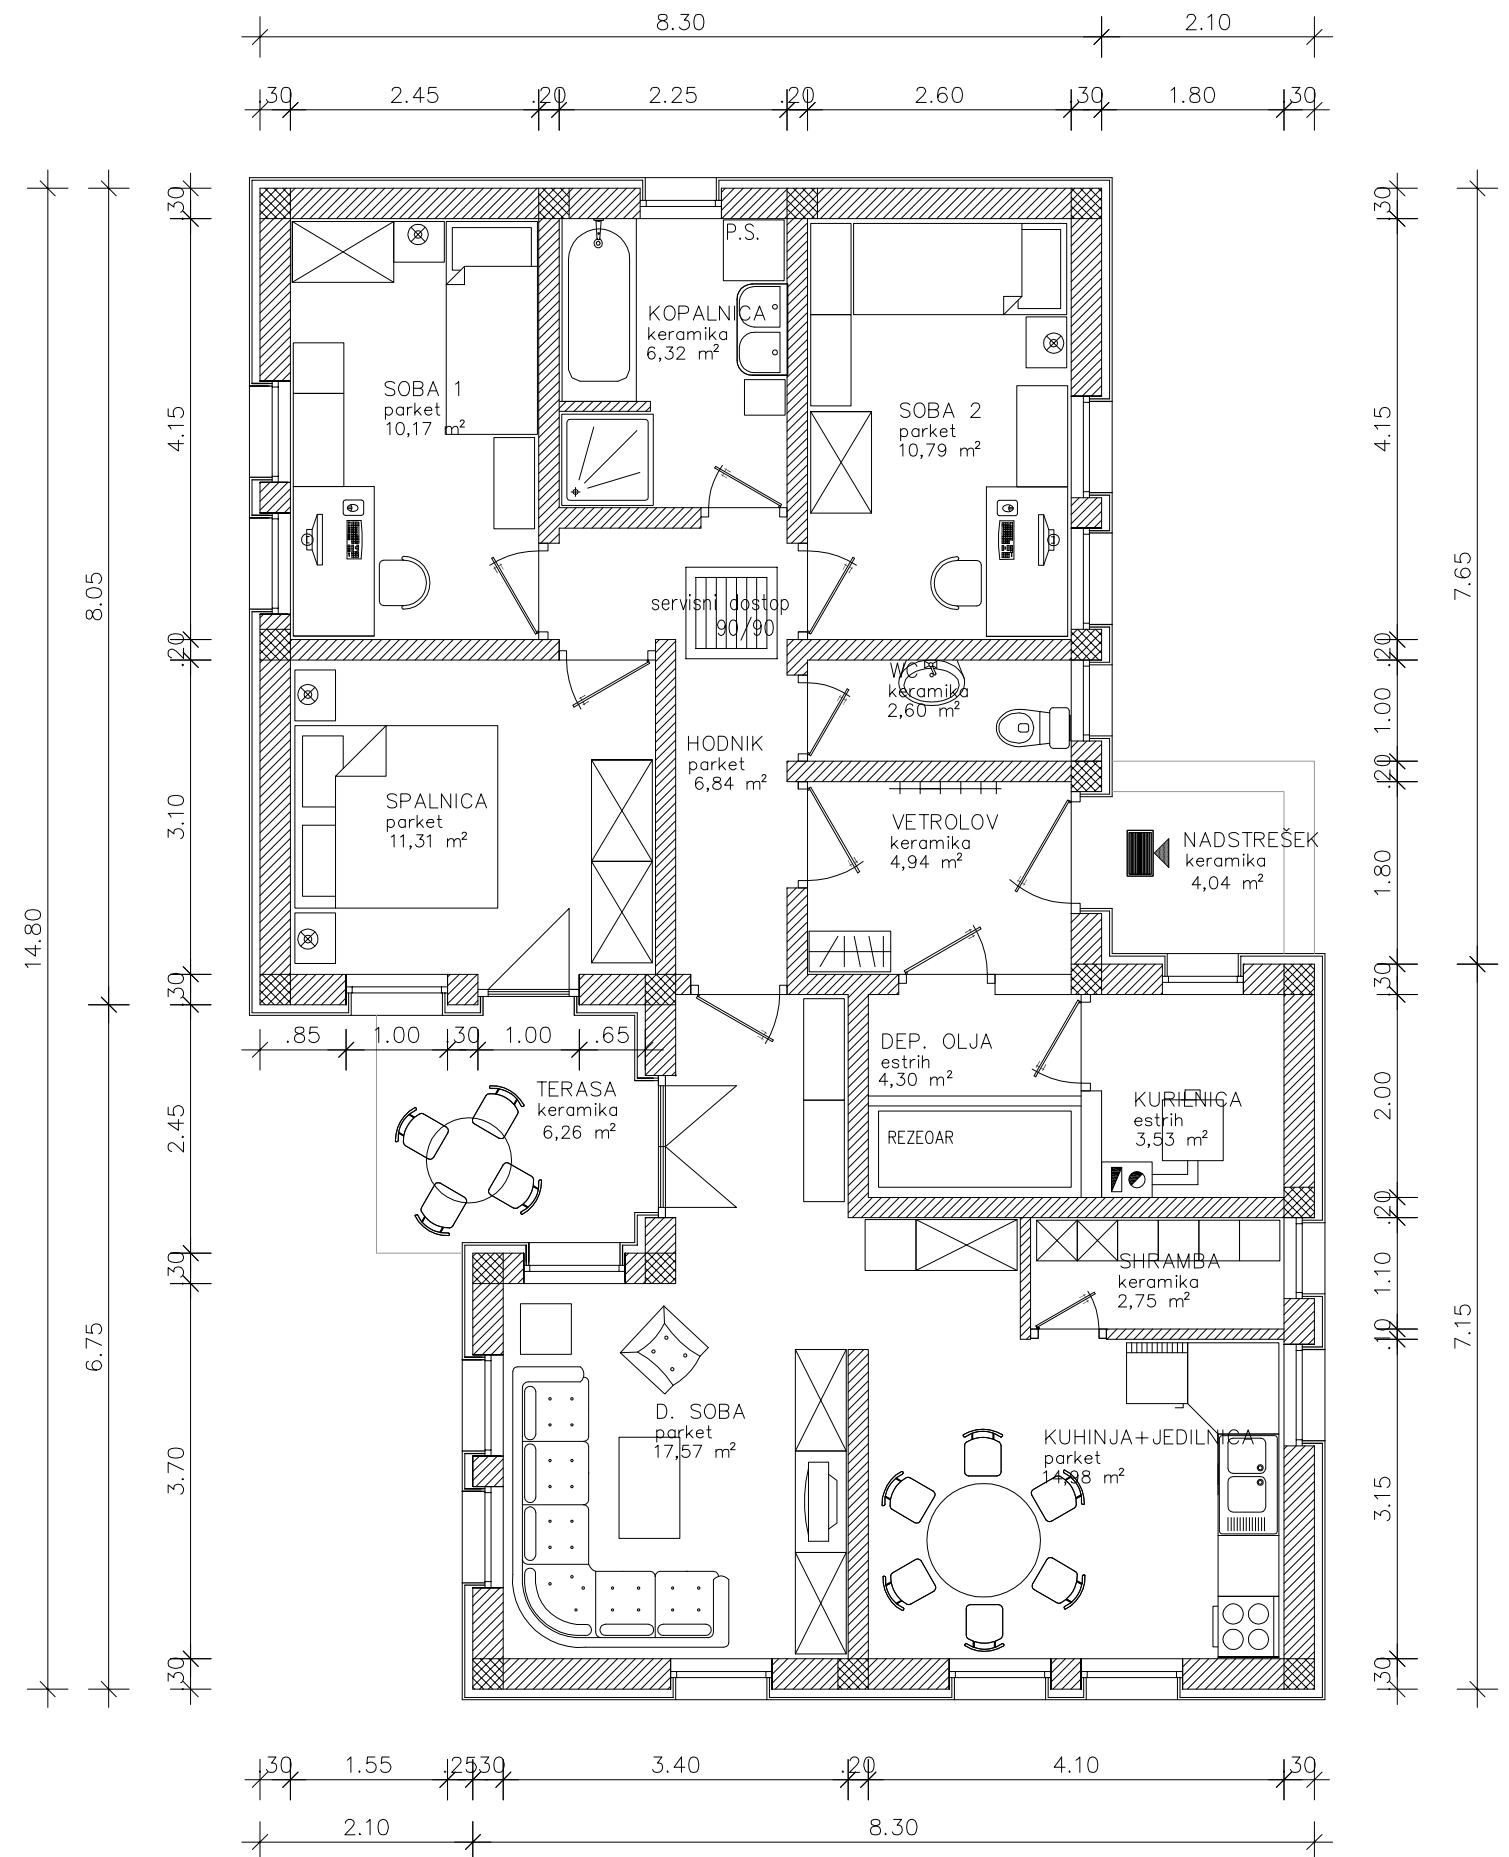 8.30
2.10
.30
2.45
.20
2.25
.20
2.60
.30
1.80
.30
.30
4.15
.20
3.10
.30
2.45
.30
3.70
.30
8.05
6.75
14.80
.30
4.15
.20
1.00
.20
1.80
.30
2.00
.20
1.10
.10
3.15
.30
7.65
7.15
P.S.
KOPALNICA
keramika
6,32 m²
SOBA 1
parket
10,17 m²
SOBA 2
parket
10,79 m²
servisni dostop
90/90
WC
keramika
2,60 m²
HODNIK
parket
6,84 m²
SPALNICA
parket
11,31 m²
VETROLOV
keramika
4,94 m²
NADSTREŠEK
keramika
4,04 m²
.85
1.00
.30
1.00
.65
DEP. OLJA
estrih
4,30 m²
TERASA
keramika
6,26 m²
KURILNICA
estrih
3,53 m²
REZEOAR
SHRAMBA
keramika
2,75 m²
D. SOBA
parket
17,57 m²
KUHINJA+JEDILNICA
parket
14,98 m²
.30
1.55
.25
.30
3.40
.20
4.10
.30
2.10
8.30